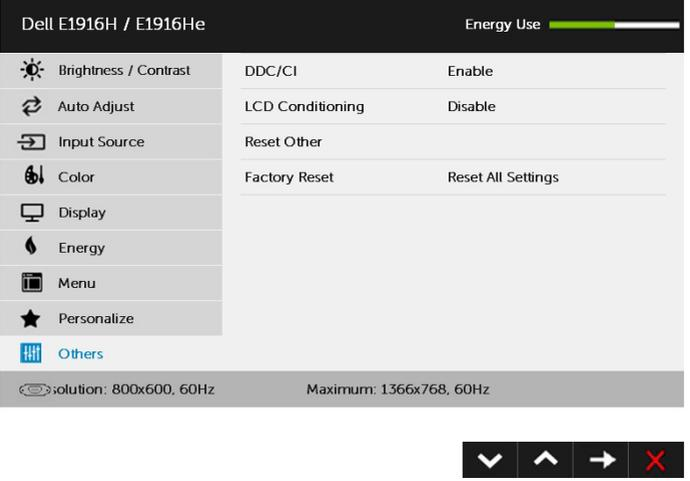 Dell E1916H / E1916He
Energy Use
Brightness / Contrast
DDC/CI Enable
Auto Adjust
LCD Conditioning Disable
Input Source
Reset Other
Color
Factory Reset Reset All Settings
Display
Energy
Menu
Personalize
Others
solution: 800x600, 60Hz Maximum: 1366x768, 60Hz